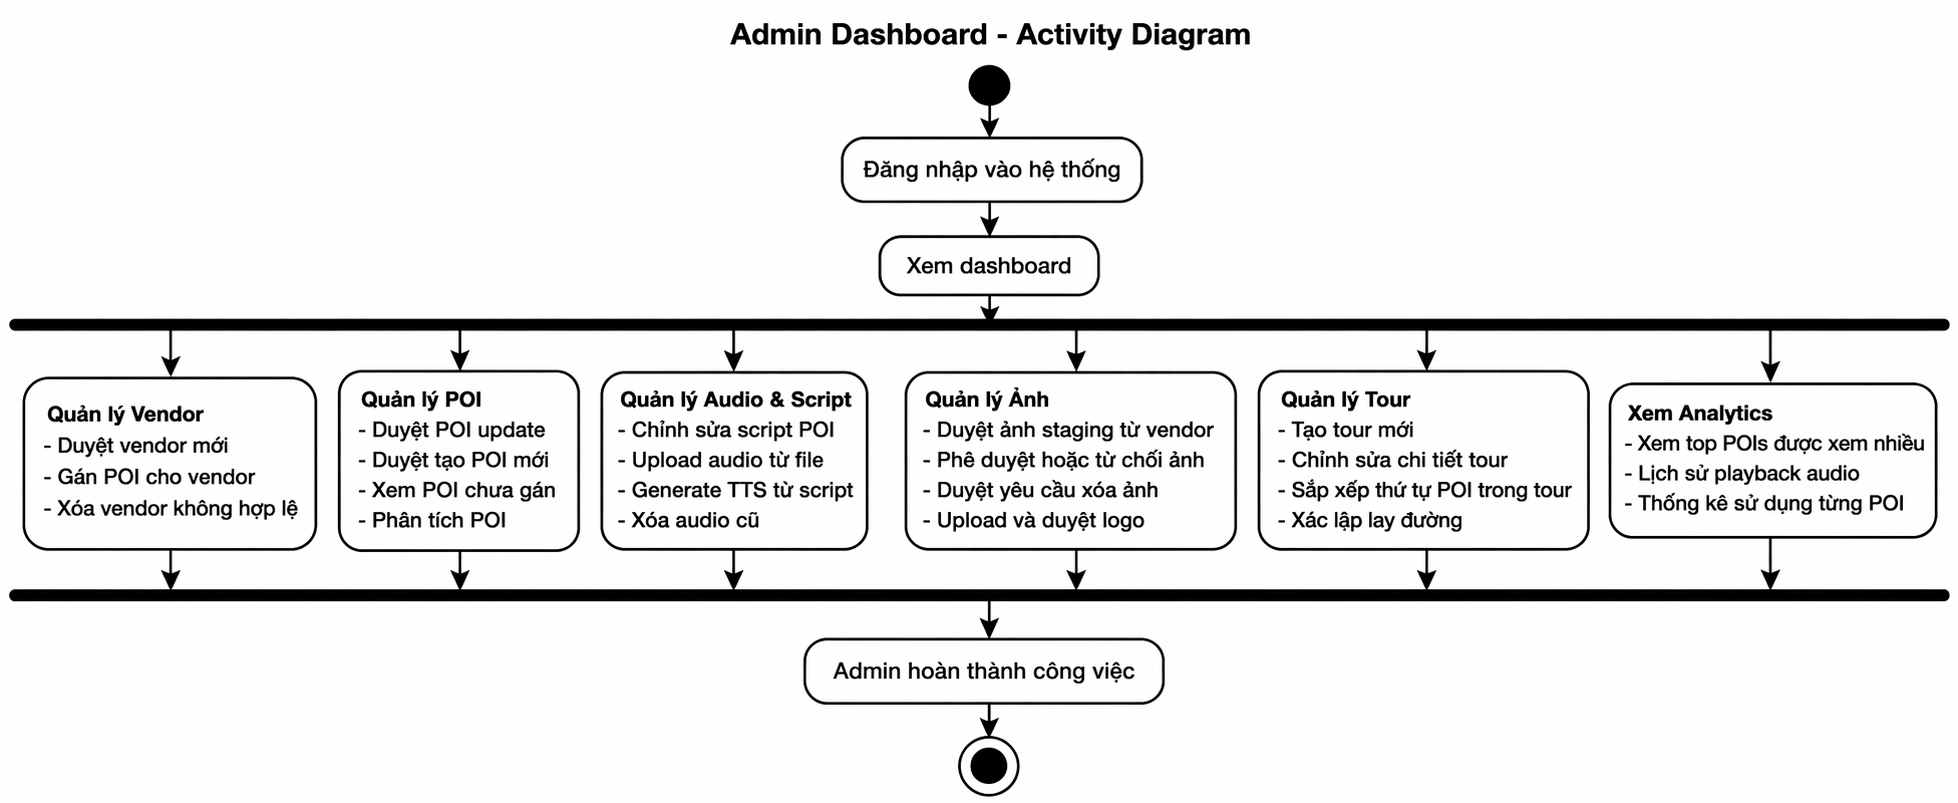 Admin Dashboard - Activity Diagram
Đăng nhập vào hệ thống
Xem dashboard
Quản lý Vendor
- Duyệt vendor mới
- Gán POI cho vendor
- Xóa vendor không hợp lệ
Quản lý POI
- Duyệt POI update
- Duyệt tạo POI mới
- Xem POI chưa gán
- Phân tích POI
Quản lý Audio & Script
- Chỉnh sửa script POI
- Upload audio từ file
- Generate TTS từ script
- Xóa audio cũ
Quản lý Ảnh
- Duyệt ảnh staging từ vendor
- Phê duyệt hoặc từ chối ảnh
- Duyệt yêu cầu xóa ảnh
- Upload và duyệt logo
Quản lý Tour
- Tạo tour mới
- Chỉnh sửa chi tiết tour
- Sắp xếp thứ tự POI trong tour
- Xác lập lay đường
Xem Analytics
- Xem top POIs được xem nhiều
- Lịch sử playback audio
- Thống kê sử dụng từng POI
Admin hoàn thành công việc